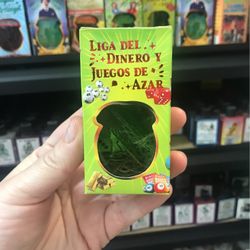 LIGA DEL
DINERO Y
JUEGOS DE
AZAR